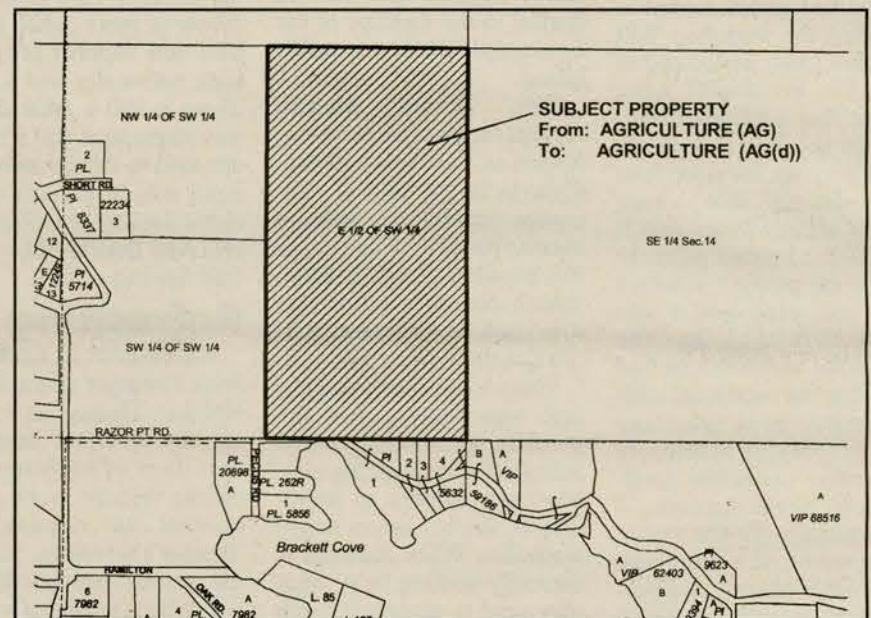 SUBJECT PROPERTY
From: AGRICULTURE (AG)
To: AGRICULTURE (AG(d))
NW 1/4 OF SW 1/4
2
PL.
SHORT RD.
Pl.
8307
22234
3
E 1/2 OF SW 1/4
SE 1/4 Sec.14
12
E
13
Pl
5714
SW 1/4 OF SW 1/4
RAZOR PT RD.
PL.
20698
A
PL. 262R
1
PL. 5856
1
Pl
2
3
4
5632
B
A
VIP
59186
A
VIP 68516
Brackett Cove
HAMILTON
OAK RD.
6
7982
A
4
PL.
A
7982
L. 85
A
VIP
62403
B
Pl
9623
A
1
A
Pl